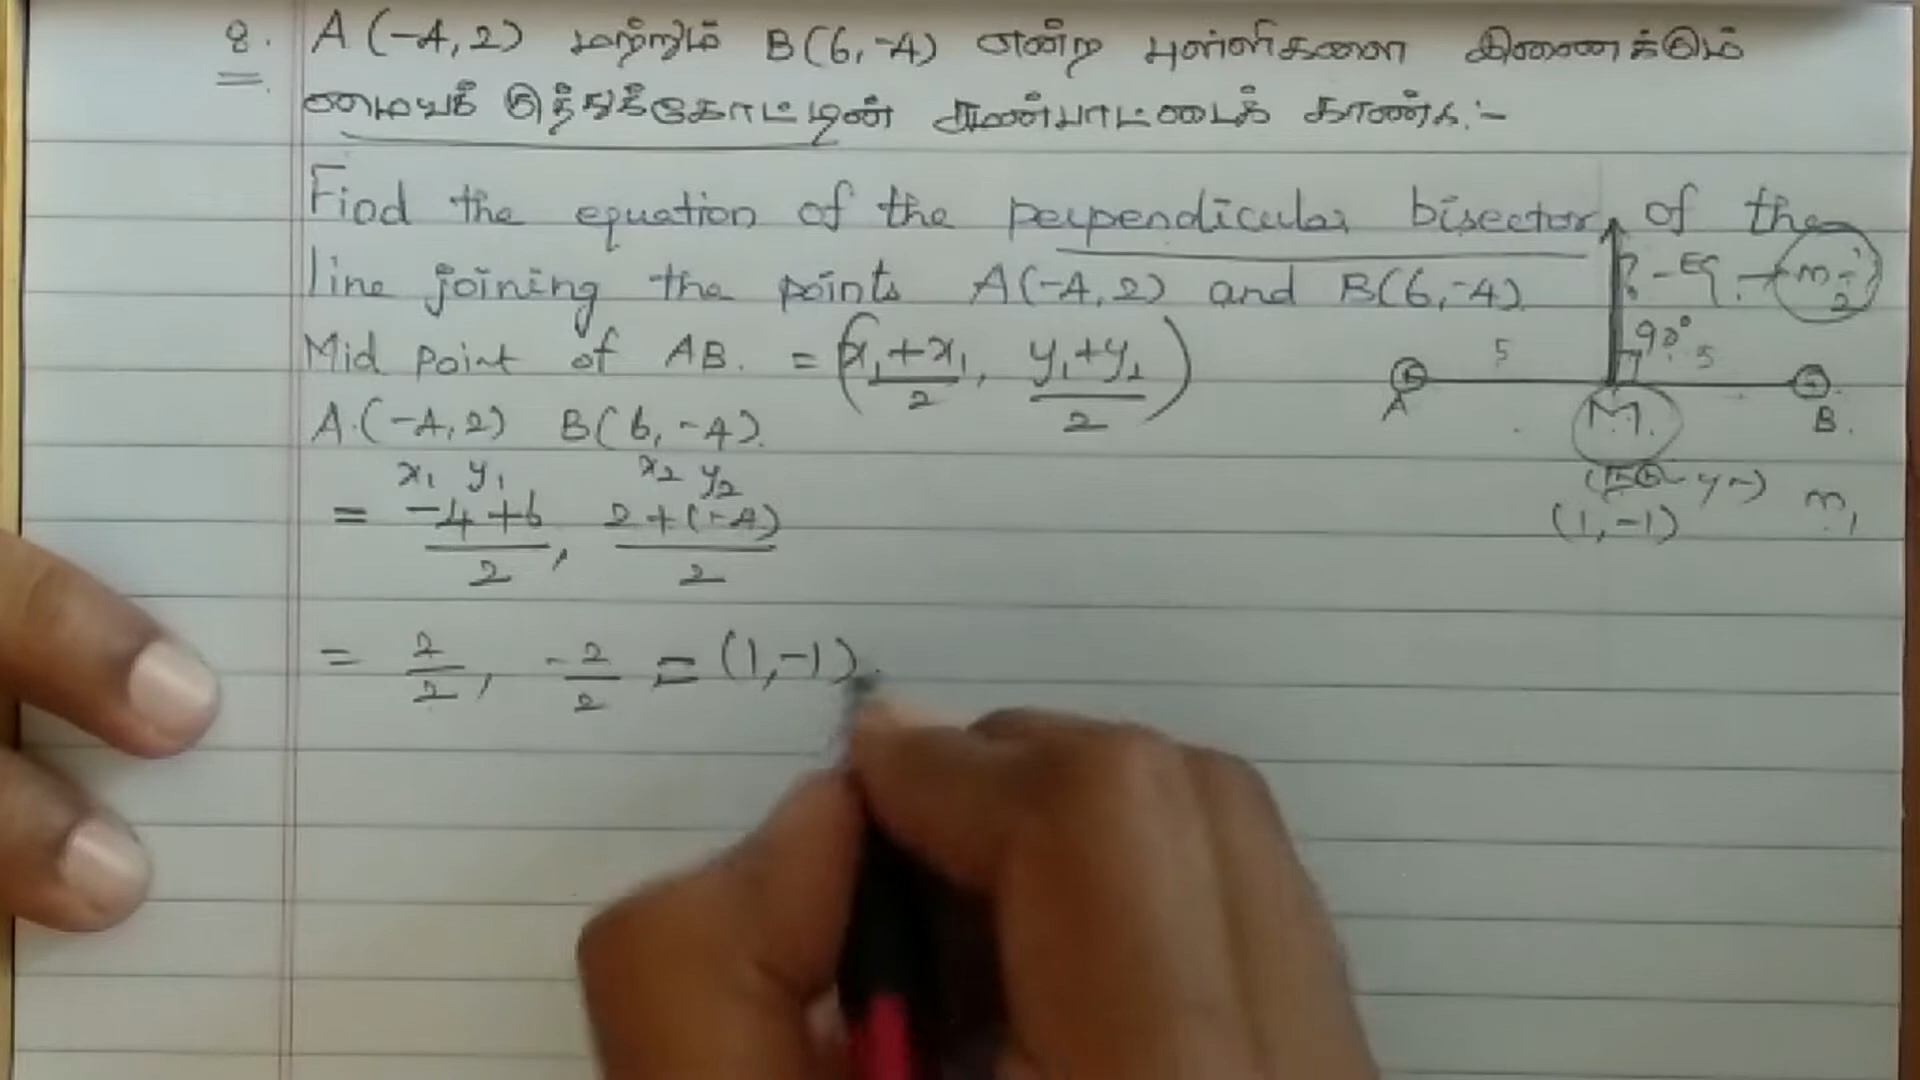 8. A(-4,2) மற்றும் B(6,-4) என்ற புள்ளிகளை இணைக்கும்
மையக் குத்துக்கோட்டின் சமன்பாட்டைக் காண்க:-
Find the equation of the perpendicular bisector of the
line joining the points A(-4,2) and B(6,-4).
?-Eq. → m₂
90°
5 5
A M. B.
(1,-1) m₁
Mid point of AB. = (x₁+x₁/2, y₁+y₂/2)
A.(-4,2) B(6,-4).
x₁ y₁ x₂ y₂
= -4+6/2, 2+(-4)/2
= 2/2, -2/2 = (1,-1).